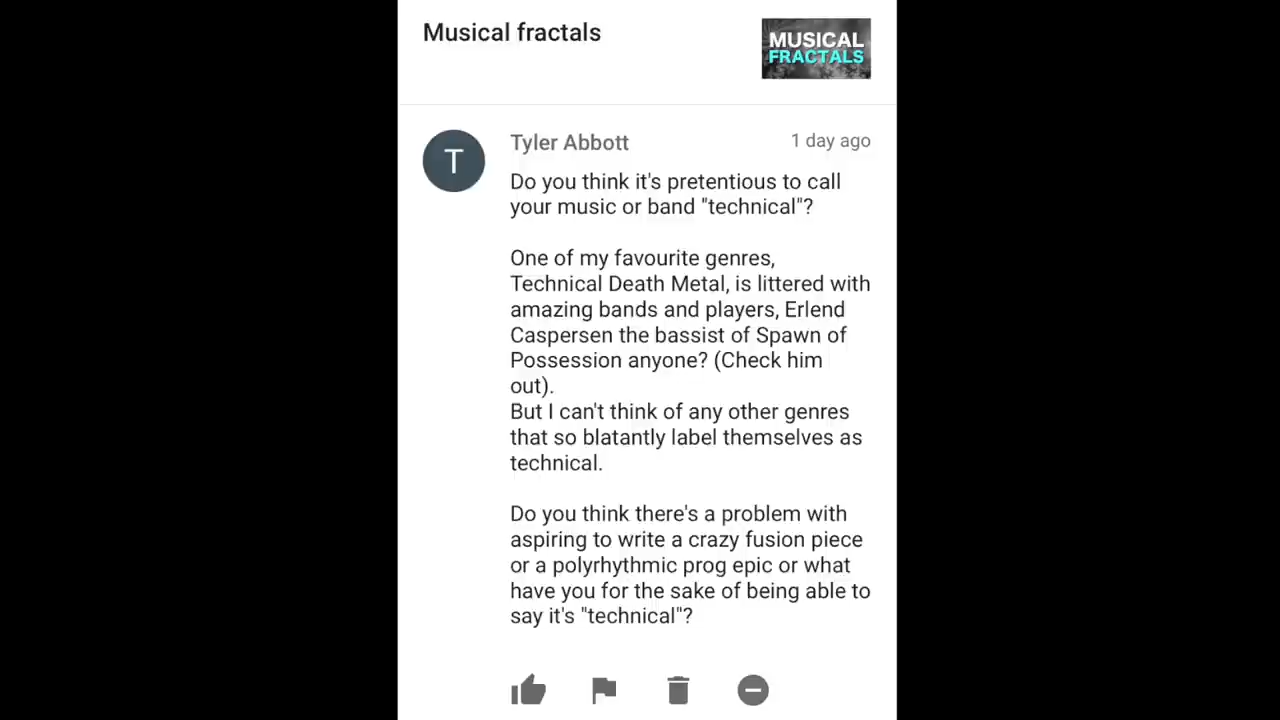 Musical fractals
MUSICAL
FRACTALS
T
Tyler Abbott
1 day ago
Do you think it's pretentious to call
your music or band "technical"?
One of my favourite genres,
Technical Death Metal, is littered with
amazing bands and players, Erlend
Caspersen the bassist of Spawn of
Possession anyone? (Check him
out).
But I can't think of any other genres
that so blatantly label themselves as
technical.
Do you think there's a problem with
aspiring to write a crazy fusion piece
or a polyrhythmic prog epic or what
have you for the sake of being able to
say it's "technical"?